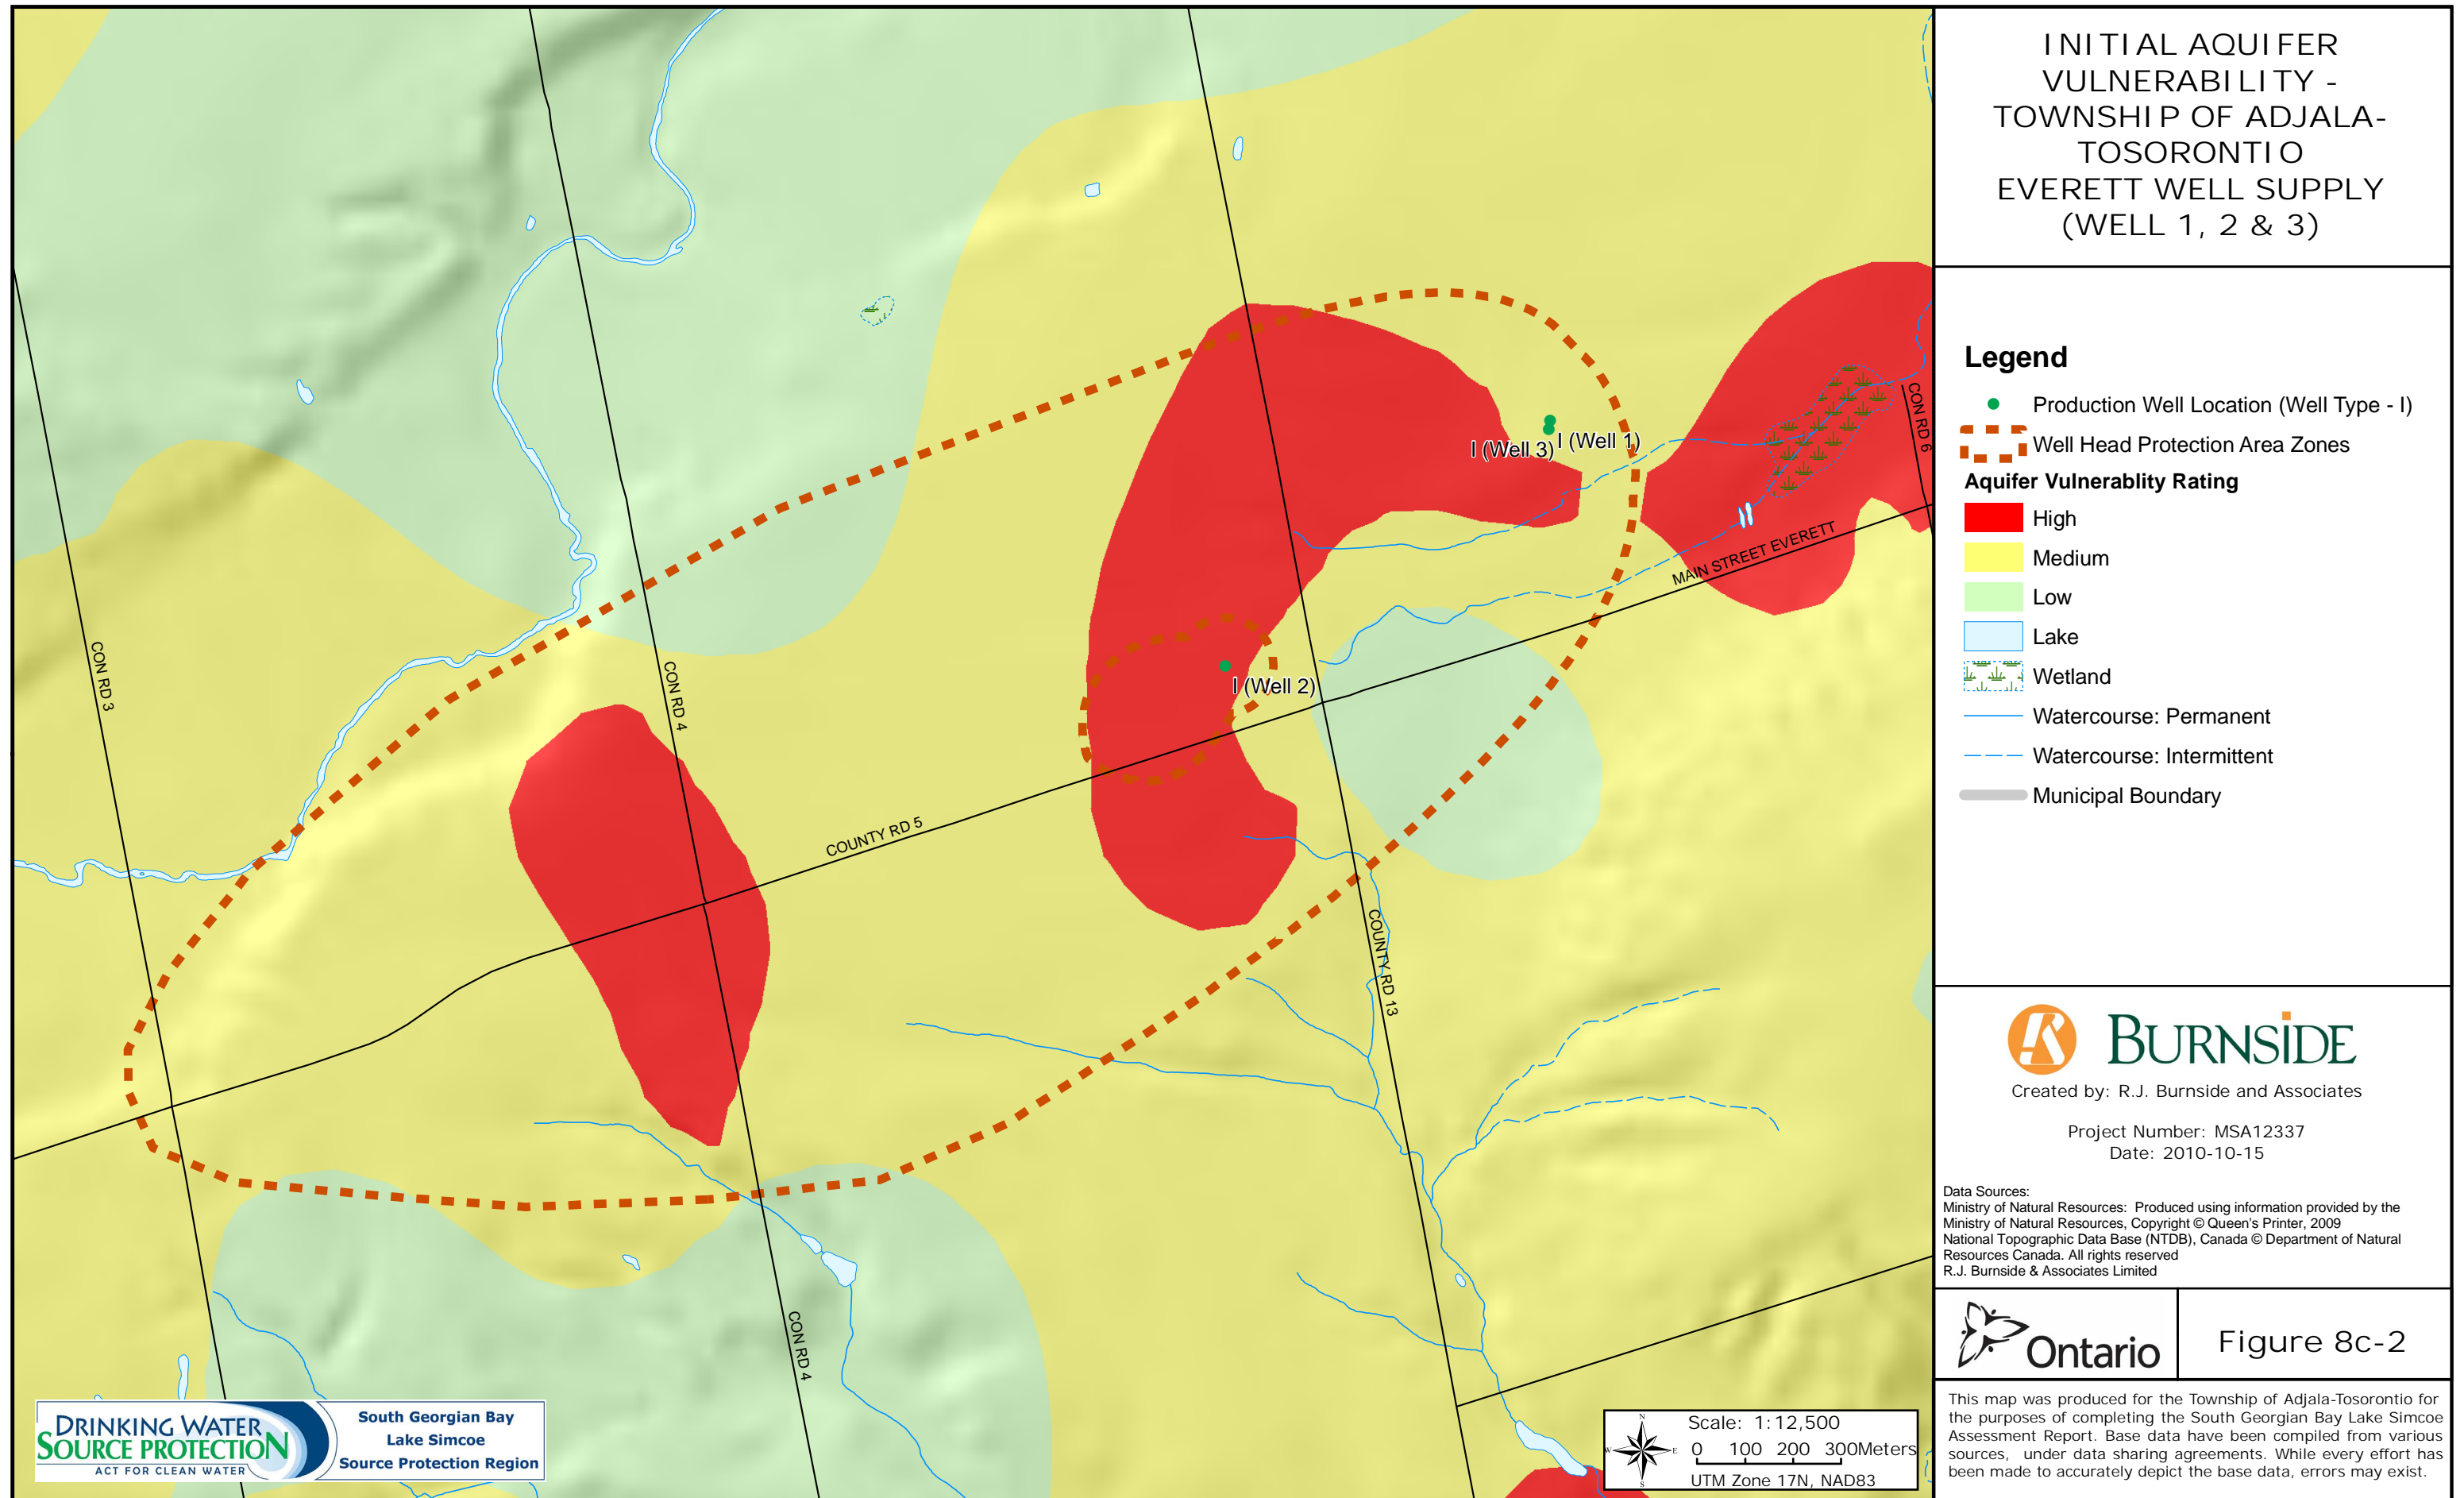 INITIAL AQUIFER
VULNERABILITY -
TOWNSHIP OF ADJALA-
TOSORONTIO
EVERETT WELL SUPPLY
(WELL 1, 2 & 3)
Legend
Production Well Location (Well Type - I)
Well Head Protection Area Zones
Aquifer Vulnerablity Rating
High
Medium
Low
Lake
Wetland
Watercourse: Permanent
Watercourse: Intermittent
Municipal Boundary
BURNSIDE
Created by: R.J. Burnside and Associates
Project Number: MSA12337
Date: 2010-10-15
Data Sources:
Ministry of Natural Resources: Produced using information provided by the
Ministry of Natural Resources, Copyright © Queen's Printer, 2009
National Topographic Data Base (NTDB), Canada © Department of Natural
Resources Canada. All rights reserved
R.J. Burnside & Associates Limited
Ontario
Figure 8c-2
This map was produced for the Township of Adjala-Tosorontio for
the purposes of completing the South Georgian Bay Lake Simcoe
Assessment Report. Base data have been compiled from various
sources, under data sharing agreements. While every effort has
been made to accurately depict the base data, errors may exist.
CON RD 6
I (Well 1)
I (Well 3)
MAIN STREET EVERETT
I (Well 2)
CON RD 3
CON RD 4
COUNTY RD 5
COUNTY RD 13
CON RD 4
DRINKING WATER
SOURCE PROTECTION
ACT FOR CLEAN WATER
South Georgian Bay
Lake Simcoe
Source Protection Region
N
W
E
S
Scale: 1:12,500
0 100 200 300Meters
UTM Zone 17N, NAD83